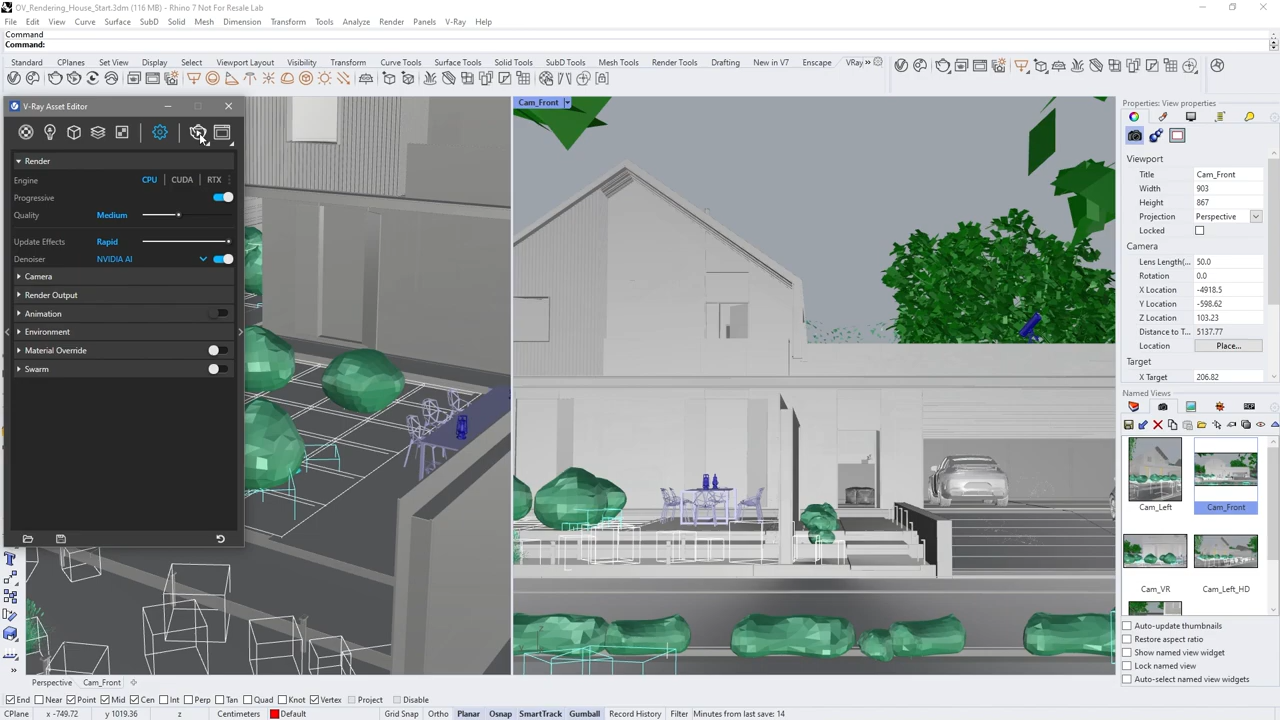 OV_Rendering_House_Start.3dm (116 MB) - Rhino 7 Not For Resale Lab
File Edit View Curve Surface SubD Solid Mesh Dimension Transform Tools Analyze Render Panels V-Ray Help
Command
Command:
Standard CPlanes Set View Display Select Viewport Layout Visibility Transform Curve Tools Surface Tools Solid Tools SubD Tools Mesh Tools Render Tools Drafting New in V7 Enscape VRay »
V-Ray Asset Editor
Render
Engine CPU CUDA RTX
Progressive
Quality Medium
Update Effects Rapid
Denoiser NVIDIA AI
Camera
Render Output
Animation
Environment
Material Override
Swarm
Cam_Front
Properties: View properties
Viewport
Title Cam_Front
Width 903
Height 867
Projection Perspective
Locked
Camera
Lens Length(... 50.0
Rotation 0.0
X Location -4918.5
Y Location -598.62
Z Location 103.23
Distance to T... 5137.77
Location Place...
Target
X Target 206.82
Named Views
Cam_Left Cam_Front
Cam_VR Cam_Left_HD
Auto-update thumbnails
Restore aspect ratio
Show named view widget
Lock named view
Auto-select named view widgets
Perspective Cam_Front
End Near Point Mid Cen Int Perp Tan Quad Knot Vertex Project Disable
CPlane x -749.72 y 1019.36 z Centimeters Default Grid Snap Ortho Planar Osnap SmartTrack Gumball Record History Filter Minutes from last save: 14